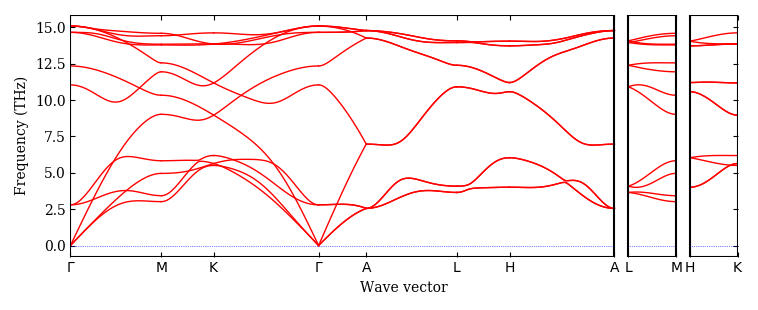 15.0
12.5
10.0
7.5
5.0
2.5
0.0
Frequency (THz)
Γ M K Γ A L H A L M H K
Wave vector